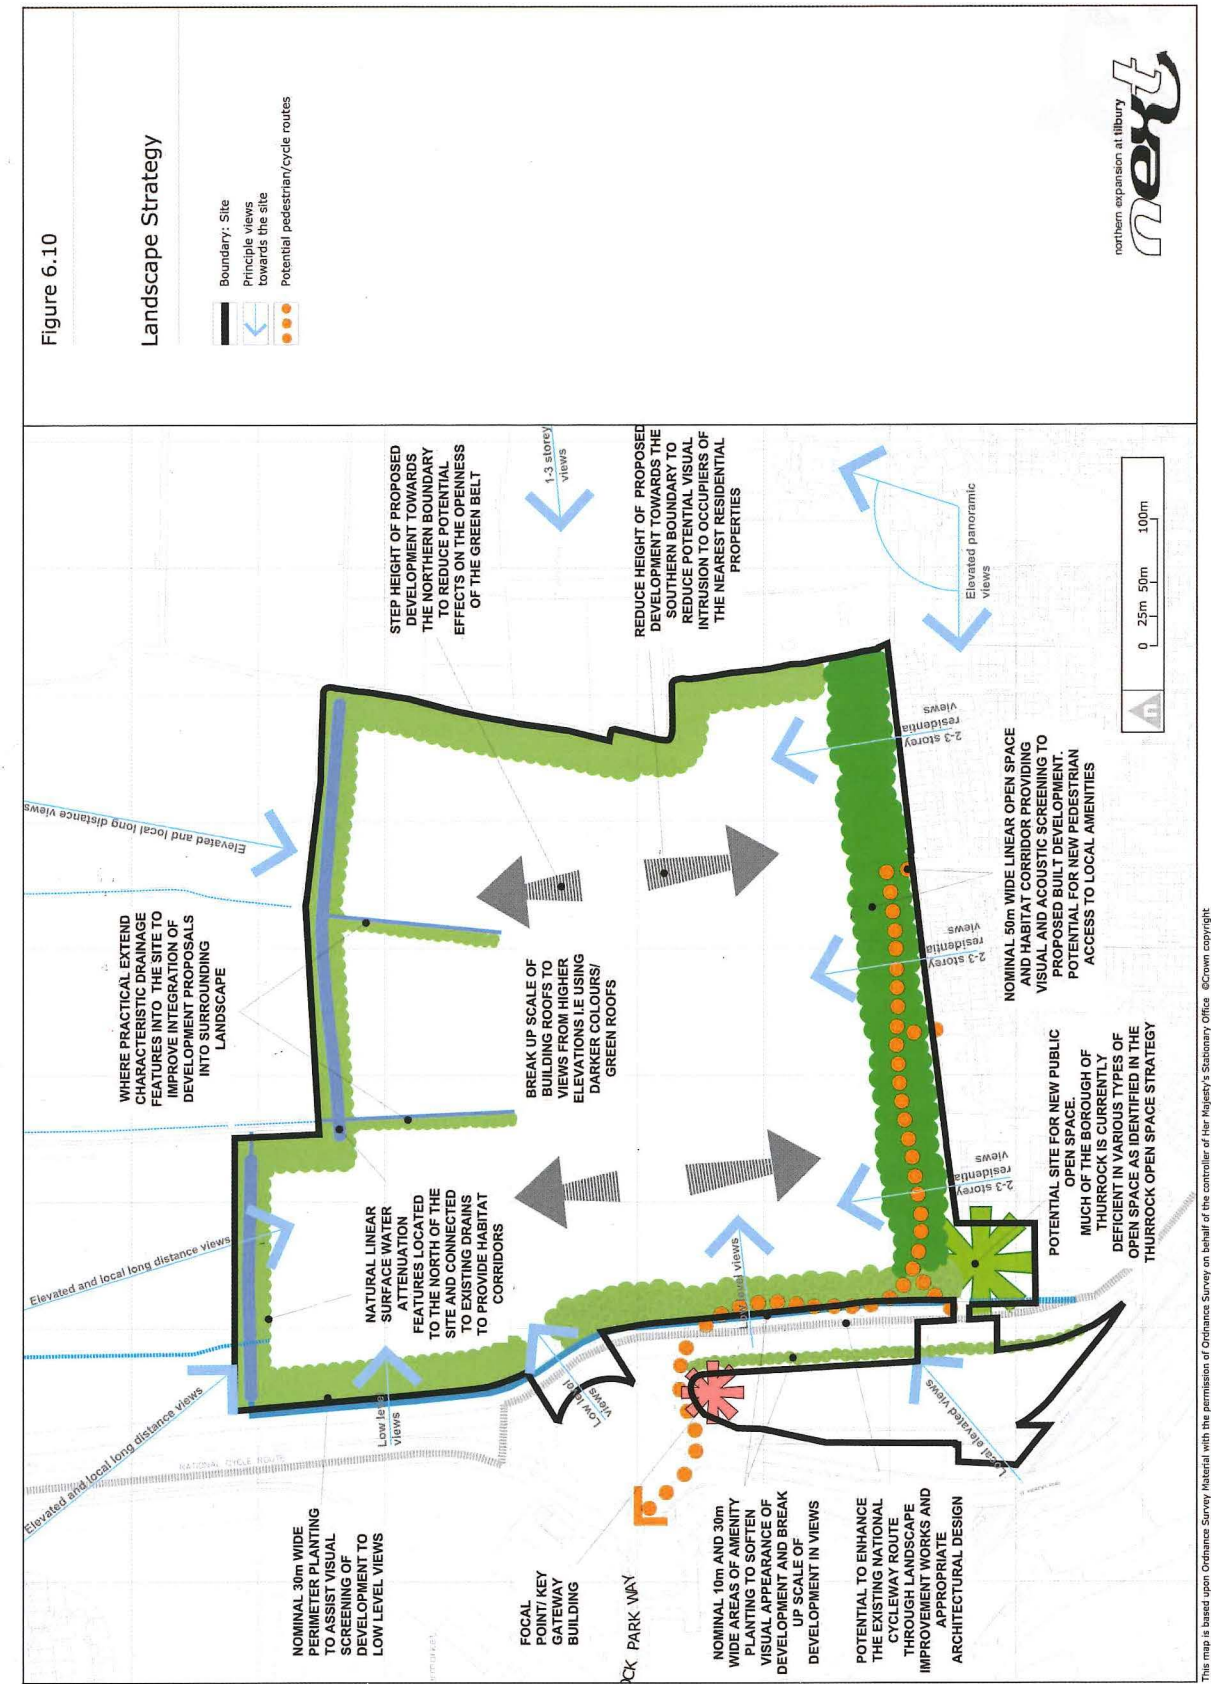 Figure 6.10
Landscape Strategy
Boundary: Site
Principle views
towards the site
Potential pedestrian/cycle routes
northern expansion at tilbury
next
STEP HEIGHT OF PROPOSED
DEVELOPMENT TOWARDS
THE NORTHERN BOUNDARY
TO REDUCE POTENTIAL
EFFECTS ON THE OPENNESS
OF THE GREEN BELT
1-3 storey
views
REDUCE HEIGHT OF PROPOSED
DEVELOPMENT TOWARDS THE
SOUTHERN BOUNDARY TO
REDUCE POTENTIAL VISUAL
INTRUSION TO OCCUPIERS OF
THE NEAREST RESIDENTIAL
PROPERTIES
Elevated panoramic
views
0 25m 50m 100m
n
Elevated and local long distance views
WHERE PRACTICAL EXTEND
CHARACTERISTIC DRAINAGE
FEATURES INTO THE SITE TO
IMPROVE INTEGRATION OF
DEVELOPMENT PROPOSALS
INTO SURROUNDING
LANDSCAPE
BREAK UP SCALE OF
BUILDING ROOFS TO
VIEWS FROM HIGHER
ELEVATIONS I.E USING
DARKER COLOURS/
GREEN ROOFS
2-3 storey
residentia
views
2-3 storey
residentia
views
2-3 storey
residentia
views
NOMINAL 50m WIDE LINEAR OPEN SPACE
AND HABITAT CORRIDOR PROVIDING
VISUAL AND ACOUSTIC SCREENING TO
PROPOSED BUILT DEVELOPMENT.
POTENTIAL FOR NEW PEDESTRIAN
ACCESS TO LOCAL AMENITIES
Elevated and local long distance views
NATURAL LINEAR
SURFACE WATER
ATTENUATION
FEATURES LOCATED
TO THE NORTH OF THE
SITE AND CONNECTED
TO EXISTING DRAINS
TO PROVIDE HABITAT
CORRIDORS
POTENTIAL SITE FOR NEW PUBLIC
OPEN SPACE.
MUCH OF THE BOROUGH OF
THURROCK IS CURRENTLY
DEFICIENT IN VARIOUS TYPES OF
OPEN SPACE AS IDENTIFIED IN THE
THURROCK OPEN SPACE STRATEGY
Elevated and local long distance views
NATIONAL CYCLE ROUTE
Low leve
views
Low level
views
Low level views
Local elevated views
NOMINAL 30m WIDE
PERIMETER PLANTING
TO ASSIST VISUAL
SCREENING OF
DEVELOPMENT TO
LOW LEVEL VIEWS
FOCAL
POINT/ KEY
GATEWAY
BUILDING
OCK PARK WAY
NOMINAL 10m AND 30m
WIDE AREAS OF AMENITY
PLANTING TO SOFTEN
VISUAL APPEARANCE OF
DEVELOPMENT AND BREAK
UP SCALE OF
DEVELOPMENT IN VIEWS
POTENTIAL TO ENHANCE
THE EXISTING NATIONAL
CYCLEWAY ROUTE
THROUGH LANDSCAPE
IMPROVEMENT WORKS AND
APPROPRIATE
ARCHITECTURAL DESIGN
This map is based upon Ordnance Survey Material with the permission of Ordnance Survey on behalf of the controller of Her Majesty's Stationary Office ©Crown copyright